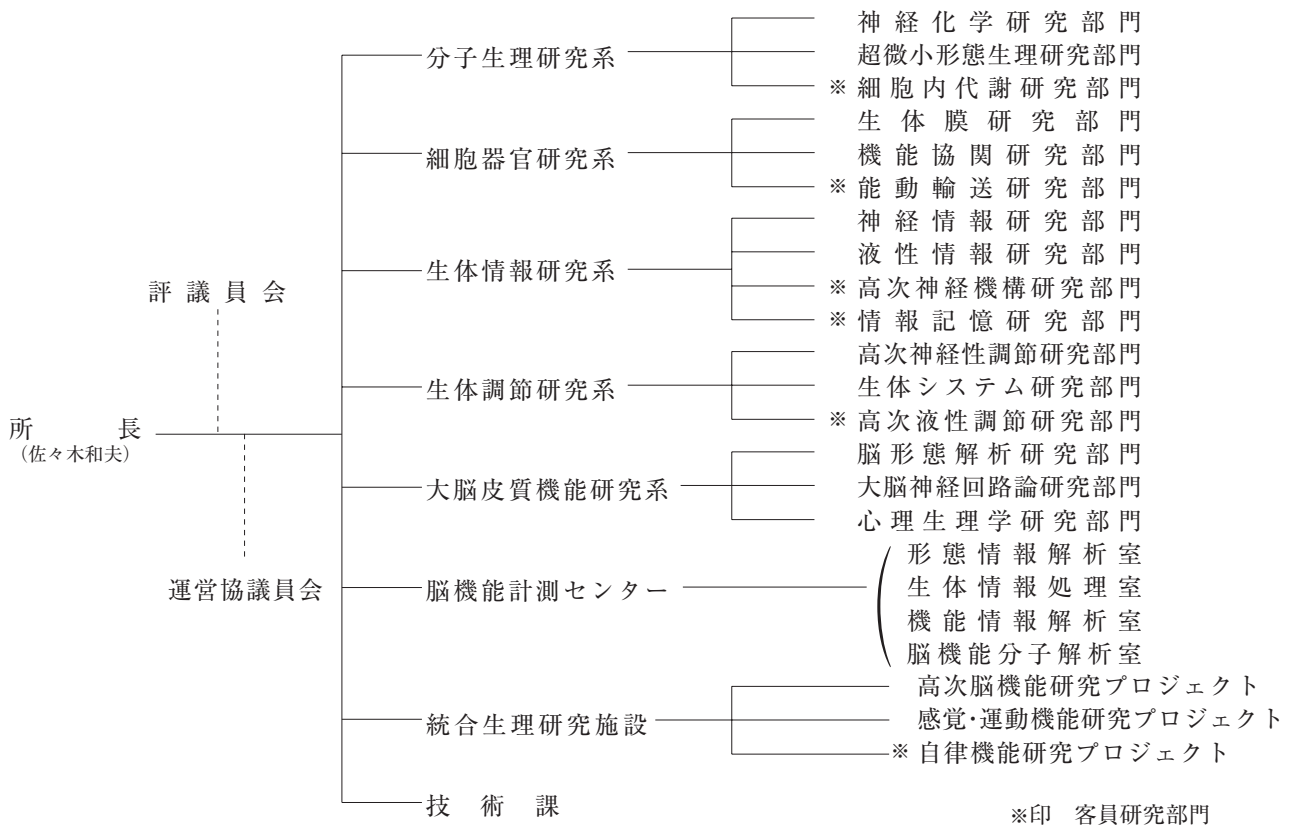 所長
（佐々木和夫）
評議員会
運営協議員会
分子生理研究系
神経化学研究部門
超微小形態生理研究部門
※細胞内代謝研究部門
細胞器官研究系
生体膜研究部門
機能協関研究部門
※能動輸送研究部門
生体情報研究系
神経情報研究部門
液性情報研究部門
※高次神経機構研究部門
※情報記憶研究部門
生体調節研究系
高次神経性調節研究部門
生体システム研究部門
※高次液性調節研究部門
大脳皮質機能研究系
脳形態解析研究部門
大脳神経回路論研究部門
心理生理学研究部門
脳機能計測センター
形態情報解析室
生体情報処理室
機能情報解析室
脳機能分子解析室
統合生理研究施設
高次脳機能研究プロジェクト
感覚・運動機能研究プロジェクト
※自律機能研究プロジェクト
技術課
※印　客員研究部門